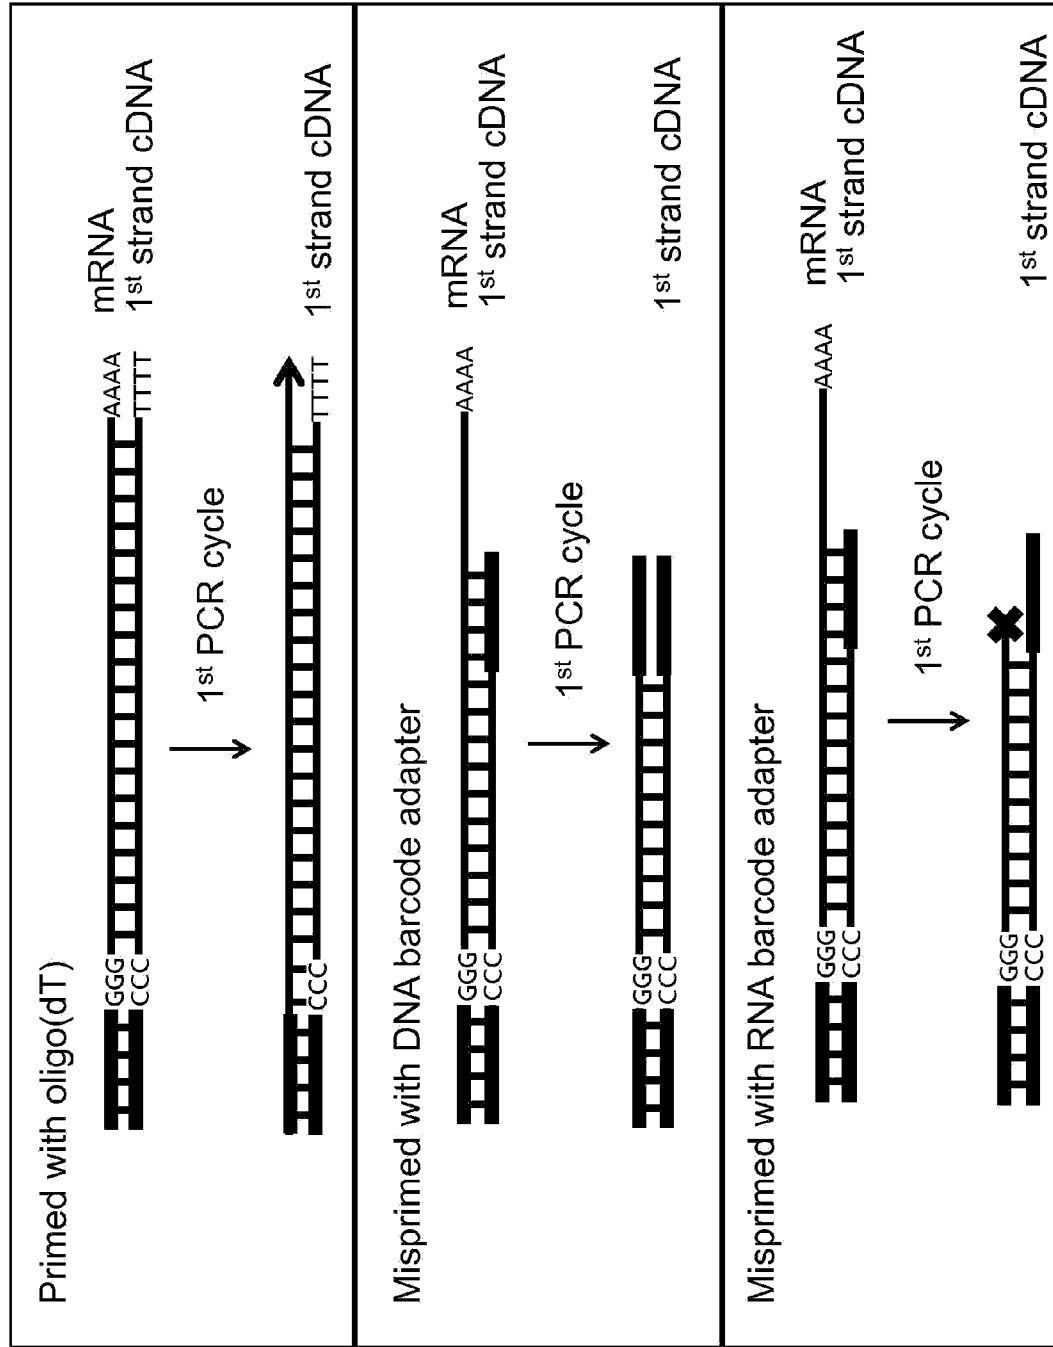 Primed with oligo(dT)
GGG
AAAA
mRNA
CCC
TTTT
1st strand cDNA
1st PCR cycle
CCC
TTTT
1st strand cDNA
Misprimed with DNA barcode adapter
GGG
AAAA
mRNA
CCC
1st strand cDNA
1st PCR cycle
GGG
CCC
1st strand cDNA
Misprimed with RNA barcode adapter
GGG
AAAA
mRNA
CCC
1st strand cDNA
1st PCR cycle
GGG
CCC
1st strand cDNA